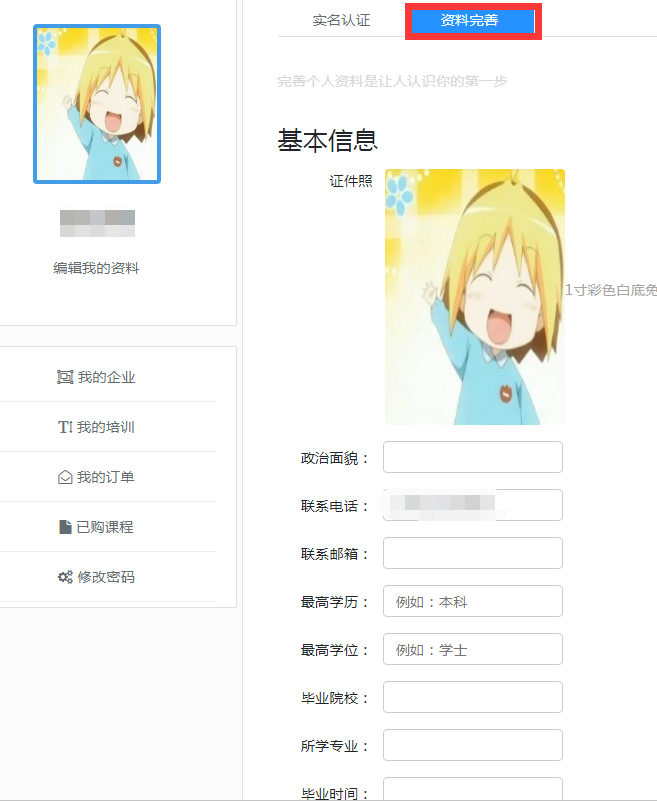 实名认证
资料完善
完善个人资料是让人认识你的第一步
基本信息
证件照
1寸彩色白底免
编辑我的资料
我的企业
我的培训
我的订单
已购课程
修改密码
政治面貌：
联系电话：
联系邮箱：
最高学历：
例如：本科
最高学位：
例如：学士
毕业院校：
所学专业：
毕业时间：